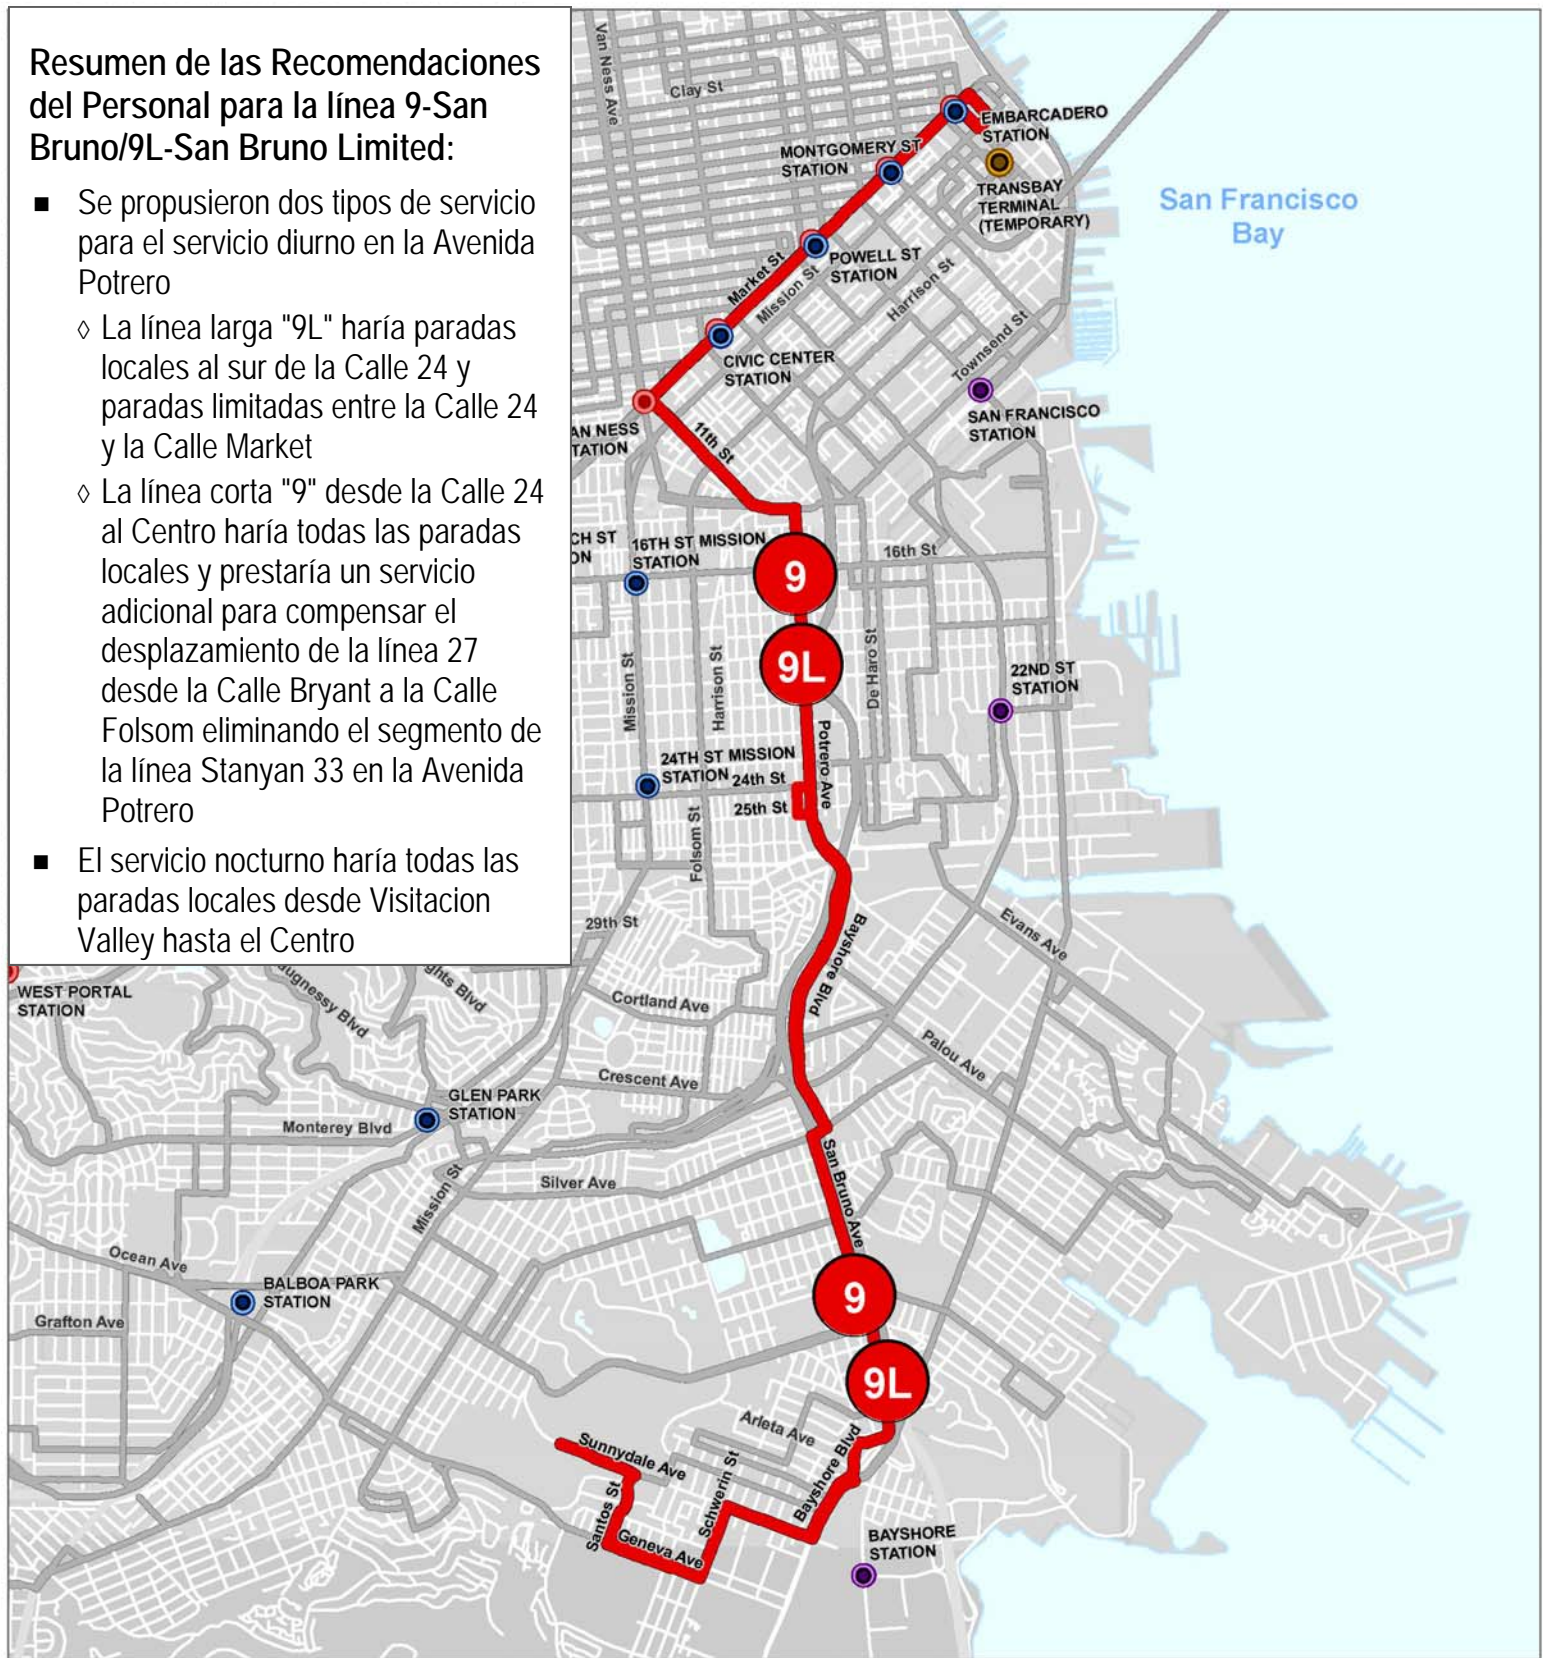 Resumen de las Recomendaciones
del Personal para la línea 9-San
Bruno/9L-San Bruno Limited:
■ Se propusieron dos tipos de servicio
para el servicio diurno en la Avenida
Potrero
◊ La línea larga "9L" haría paradas
locales al sur de la Calle 24 y
paradas limitadas entre la Calle 24
y la Calle Market
◊ La línea corta "9" desde la Calle 24
al Centro haría todas las paradas
locales y prestaría un servicio
adicional para compensar el
desplazamiento de la línea 27
desde la Calle Bryant a la Calle
Folsom eliminando el segmento de
la línea Stanyan 33 en la Avenida
Potrero
■ El servicio nocturno haría todas las
paradas locales desde Visitacion
Valley hasta el Centro
Van Ness Ave
Clay St
EMBARCADERO
STATION
MONTGOMERY ST
STATION
TRANSBAY
TERMINAL
(TEMPORARY)
San Francisco
Bay
POWELL ST
STATION
Market St
Mission St
Harrison St
Townsend St
CIVIC CENTER
STATION
SAN FRANCISCO
STATION
AN NESS
TATION
11th St
CH ST
ON
16TH ST MISSION
STATION
16th St
9
9L
Mission St
Harrison St
De Haro St
22ND ST
STATION
Potrero Ave
24TH ST MISSION
STATION
24th St
25th St
Folsom St
29th St
Bayshore Blvd
Evans Ave
WEST PORTAL
STATION
augnessy Blvd
ghts Blvd
Cortland Ave
Palou Ave
Crescent Ave
GLEN PARK
STATION
Monterey Blvd
San Bruno Ave
Silver Ave
Mission St
Ocean Ave
BALBOA PARK
STATION
Grafton Ave
9
9L
Arleta Ave
Sunnydale Ave
Schwerin St
Bayshore Blvd
Santos St
Geneva Ave
BAYSHORE
STATION